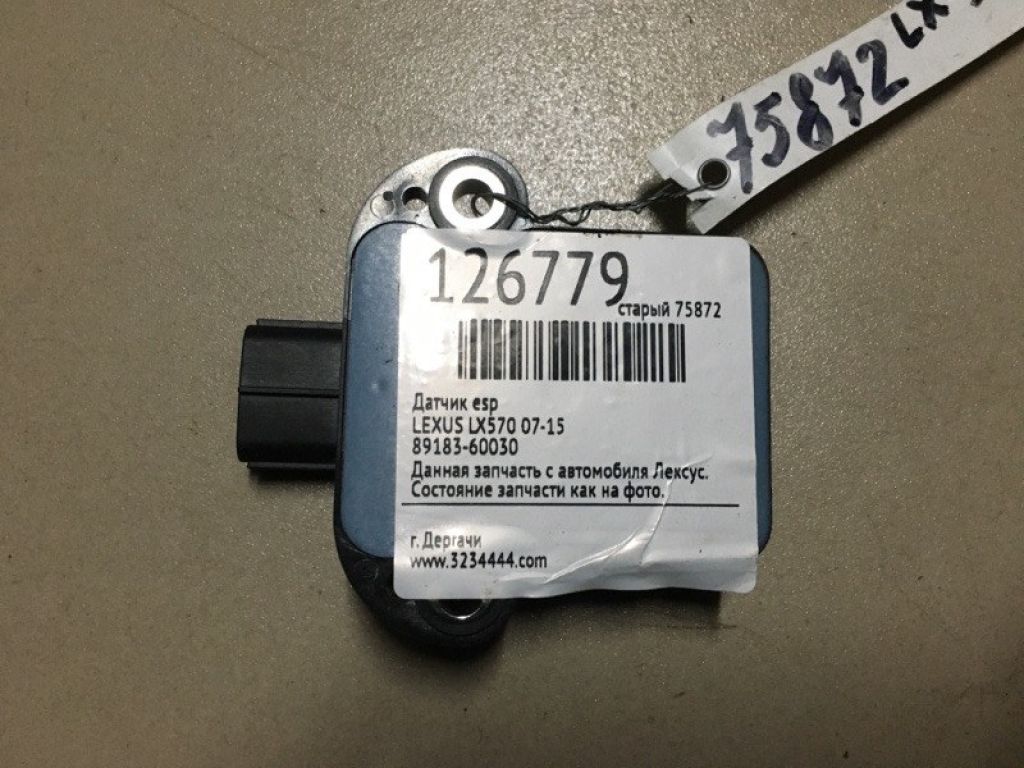 75872 LX
126779
старый 75872
Датчик esp
LEXUS LX570 07-15
89183-60030
Данная запчасть с автомобиля Лексус.
Состояние запчасти как на фото.
г. Дергачи
www.3234444.com